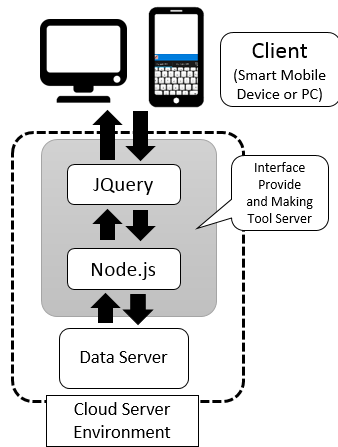 Client
(Smart Mobile
Device or PC)
JQuery
Interface
Provide
and Making
Tool Server
Node.js
Data Server
Cloud Server
Environment